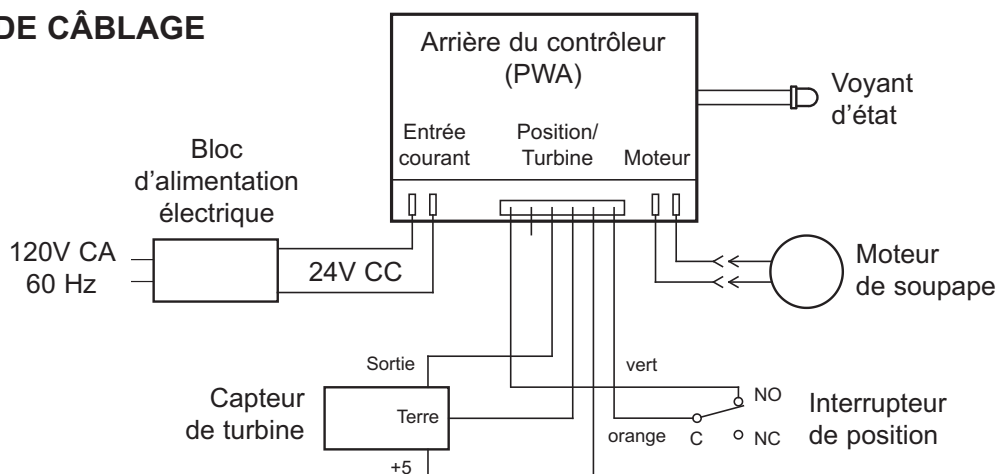 DE CÂBLAGE
Arrière du contrôleur
(PWA)
Voyant
d'état
Entrée
courant
Position/
Turbine
Moteur
Bloc
d'alimentation
électrique
120V CA
60 Hz
24V CC
Moteur
de soupape
Sortie
vert
Capteur
de turbine
Terre
NO
Interrupteur
de position
orange
C
NC
+5